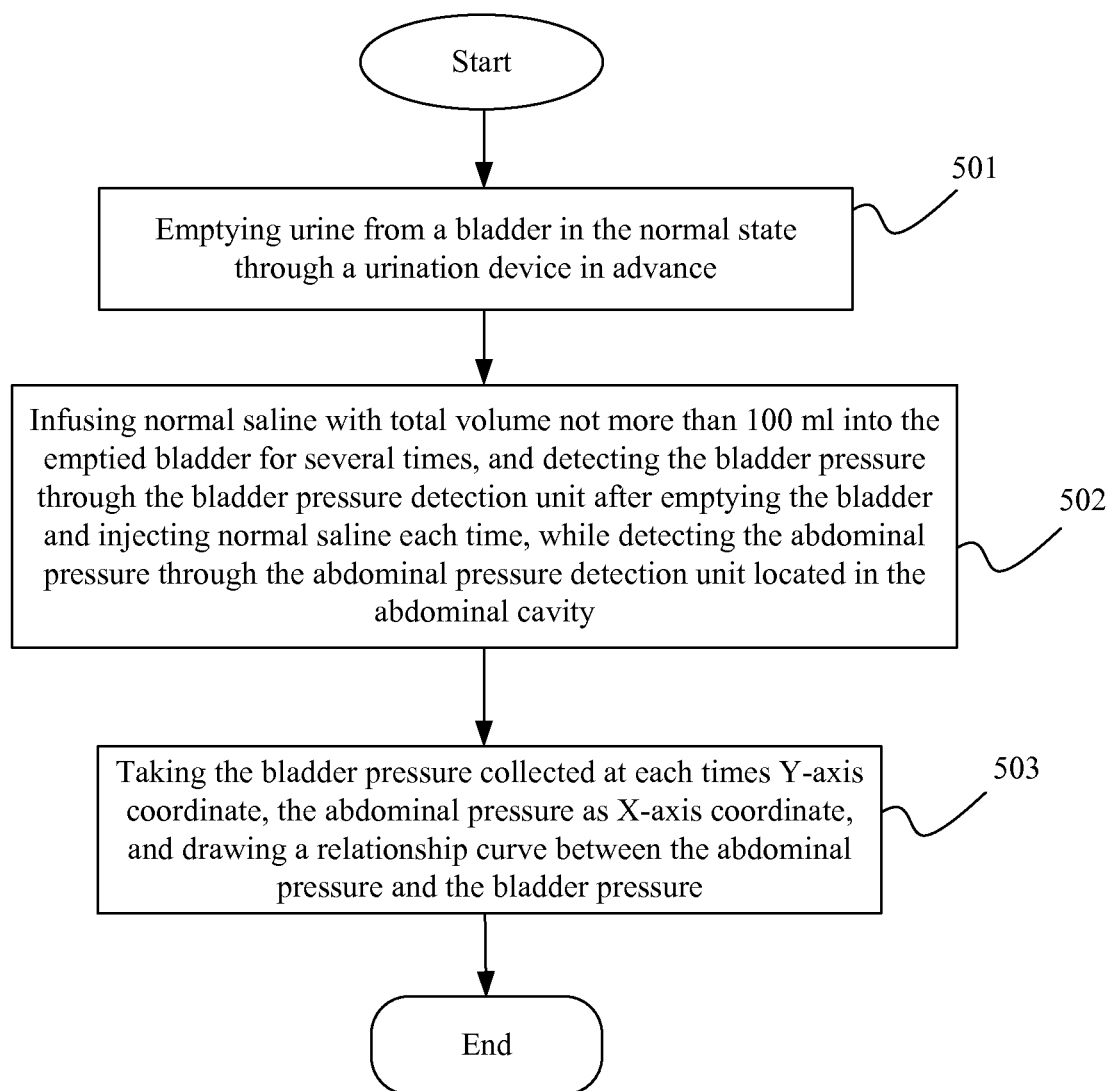 Start
501
Emptying urine from a bladder in the normal state
through a urination device in advance
Infusing normal saline with total volume not more than 100 ml into the
emptied bladder for several times, and detecting the bladder pressure
through the bladder pressure detection unit after emptying the bladder
and injecting normal saline each time, while detecting the abdominal
pressure through the abdominal pressure detection unit located in the
abdominal cavity
502
Taking the bladder pressure collected at each times Y-axis
coordinate, the abdominal pressure as X-axis coordinate,
and drawing a relationship curve between the abdominal
pressure and the bladder pressure
503
End